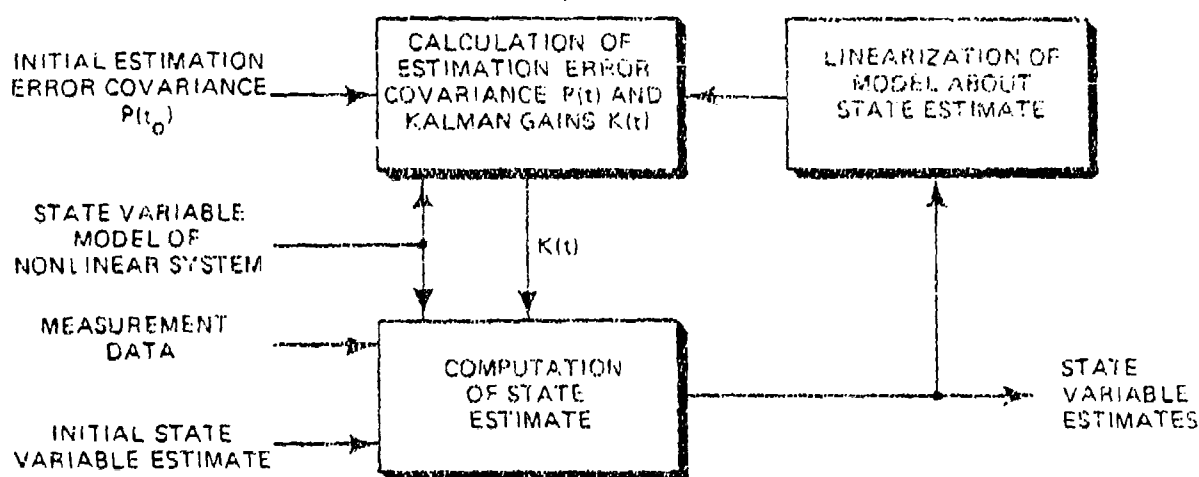 INITIAL ESTIMATION
ERROR COVARIANCE
P(t₀)
CALCULATION OF
ESTIMATION ERROR
COVARIANCE P(t) AND
KALMAN GAINS K(t)
LINEARIZATION OF
MODEL ABOUT
STATE ESTIMATE
STATE VARIABLE
MODEL OF
NONLINEAR SYSTEM
K(t)
MEASUREMENT
DATA
INITIAL STATE
VARIABLE ESTIMATE
COMPUTATION
OF STATE
ESTIMATE
STATE
VARIABLE
ESTIMATES